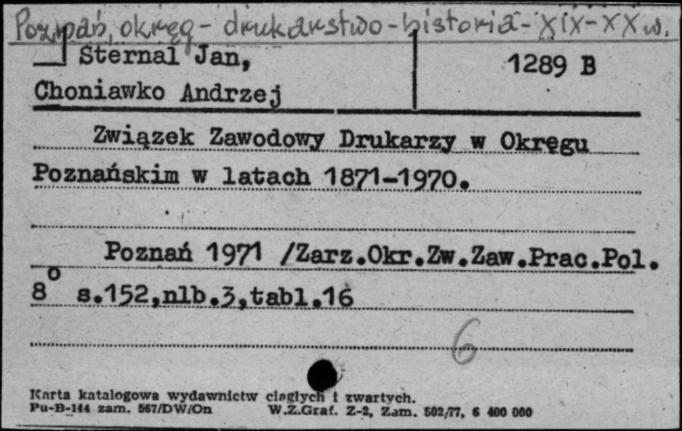 Poznań, okręg - drukarstwo - historia - XIX-XX w.
Sternal Jan,
1289 B
Choniawko Andrzej
Związek Zawodowy Drukarzy w Okręgu
Poznańskim w latach 1871-1970.
Poznań 1971 /Zarz.Okr.Zw.Zaw.Prac.Pol.
8° s.152,nlb.3,tabl.16
6
Karta katalogowa wydawnictw ciągłych i zwartych.
Pu-B-144 zam. 567/DW/On W.Z.Graf. Z-2, Zam. 502/77, 6 400 000